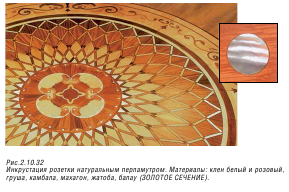 Рис.2.10.32
Инкрустация розетки натуральным перламутром. Материалы: клен белый и розовый,
груша, камбала, махагон, жатоба, балау (ЗОЛОТОЕ СЕЧЕНИЕ).